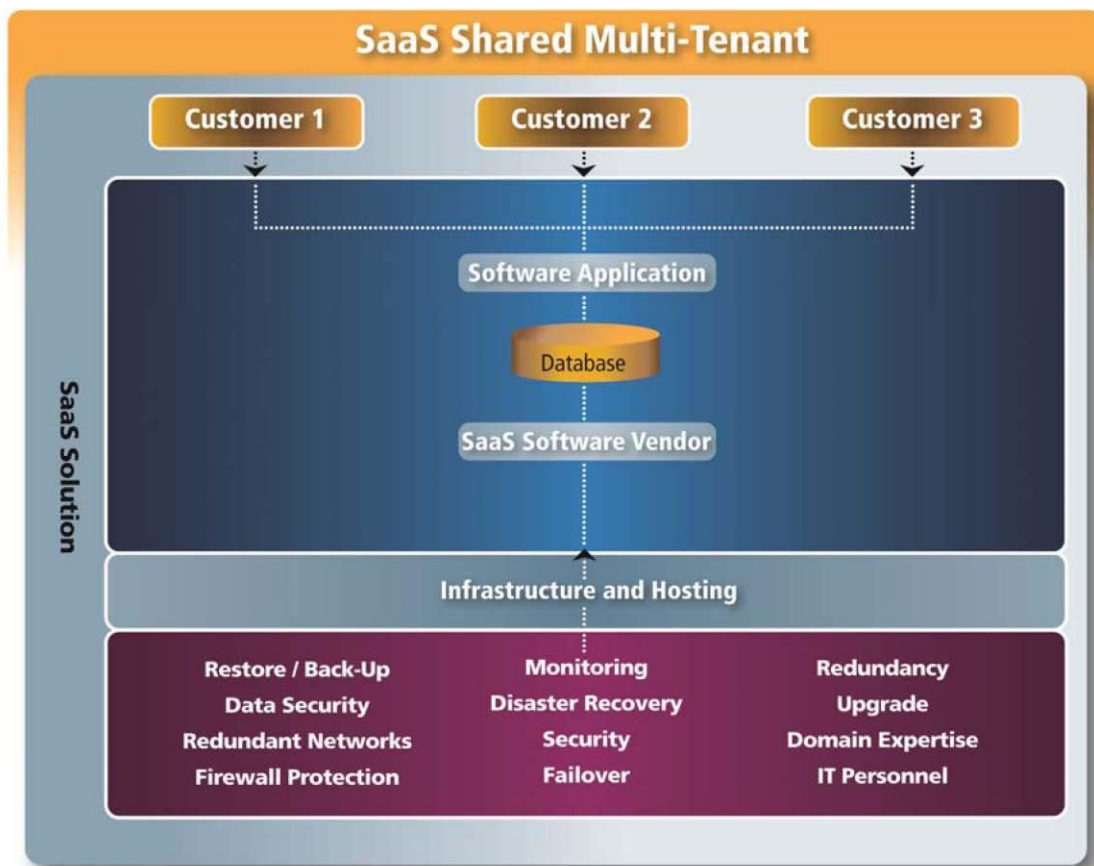 SaaS Shared Multi-Tenant
Customer 1
Customer 2
Customer 3
SaaS Solution
Software Application
Database
SaaS Software Vendor
Infrastructure and Hosting
Restore / Back-Up
Data Security
Redundant Networks
Firewall Protection
Monitoring
Disaster Recovery
Security
Failover
Redundancy
Upgrade
Domain Expertise
IT Personnel